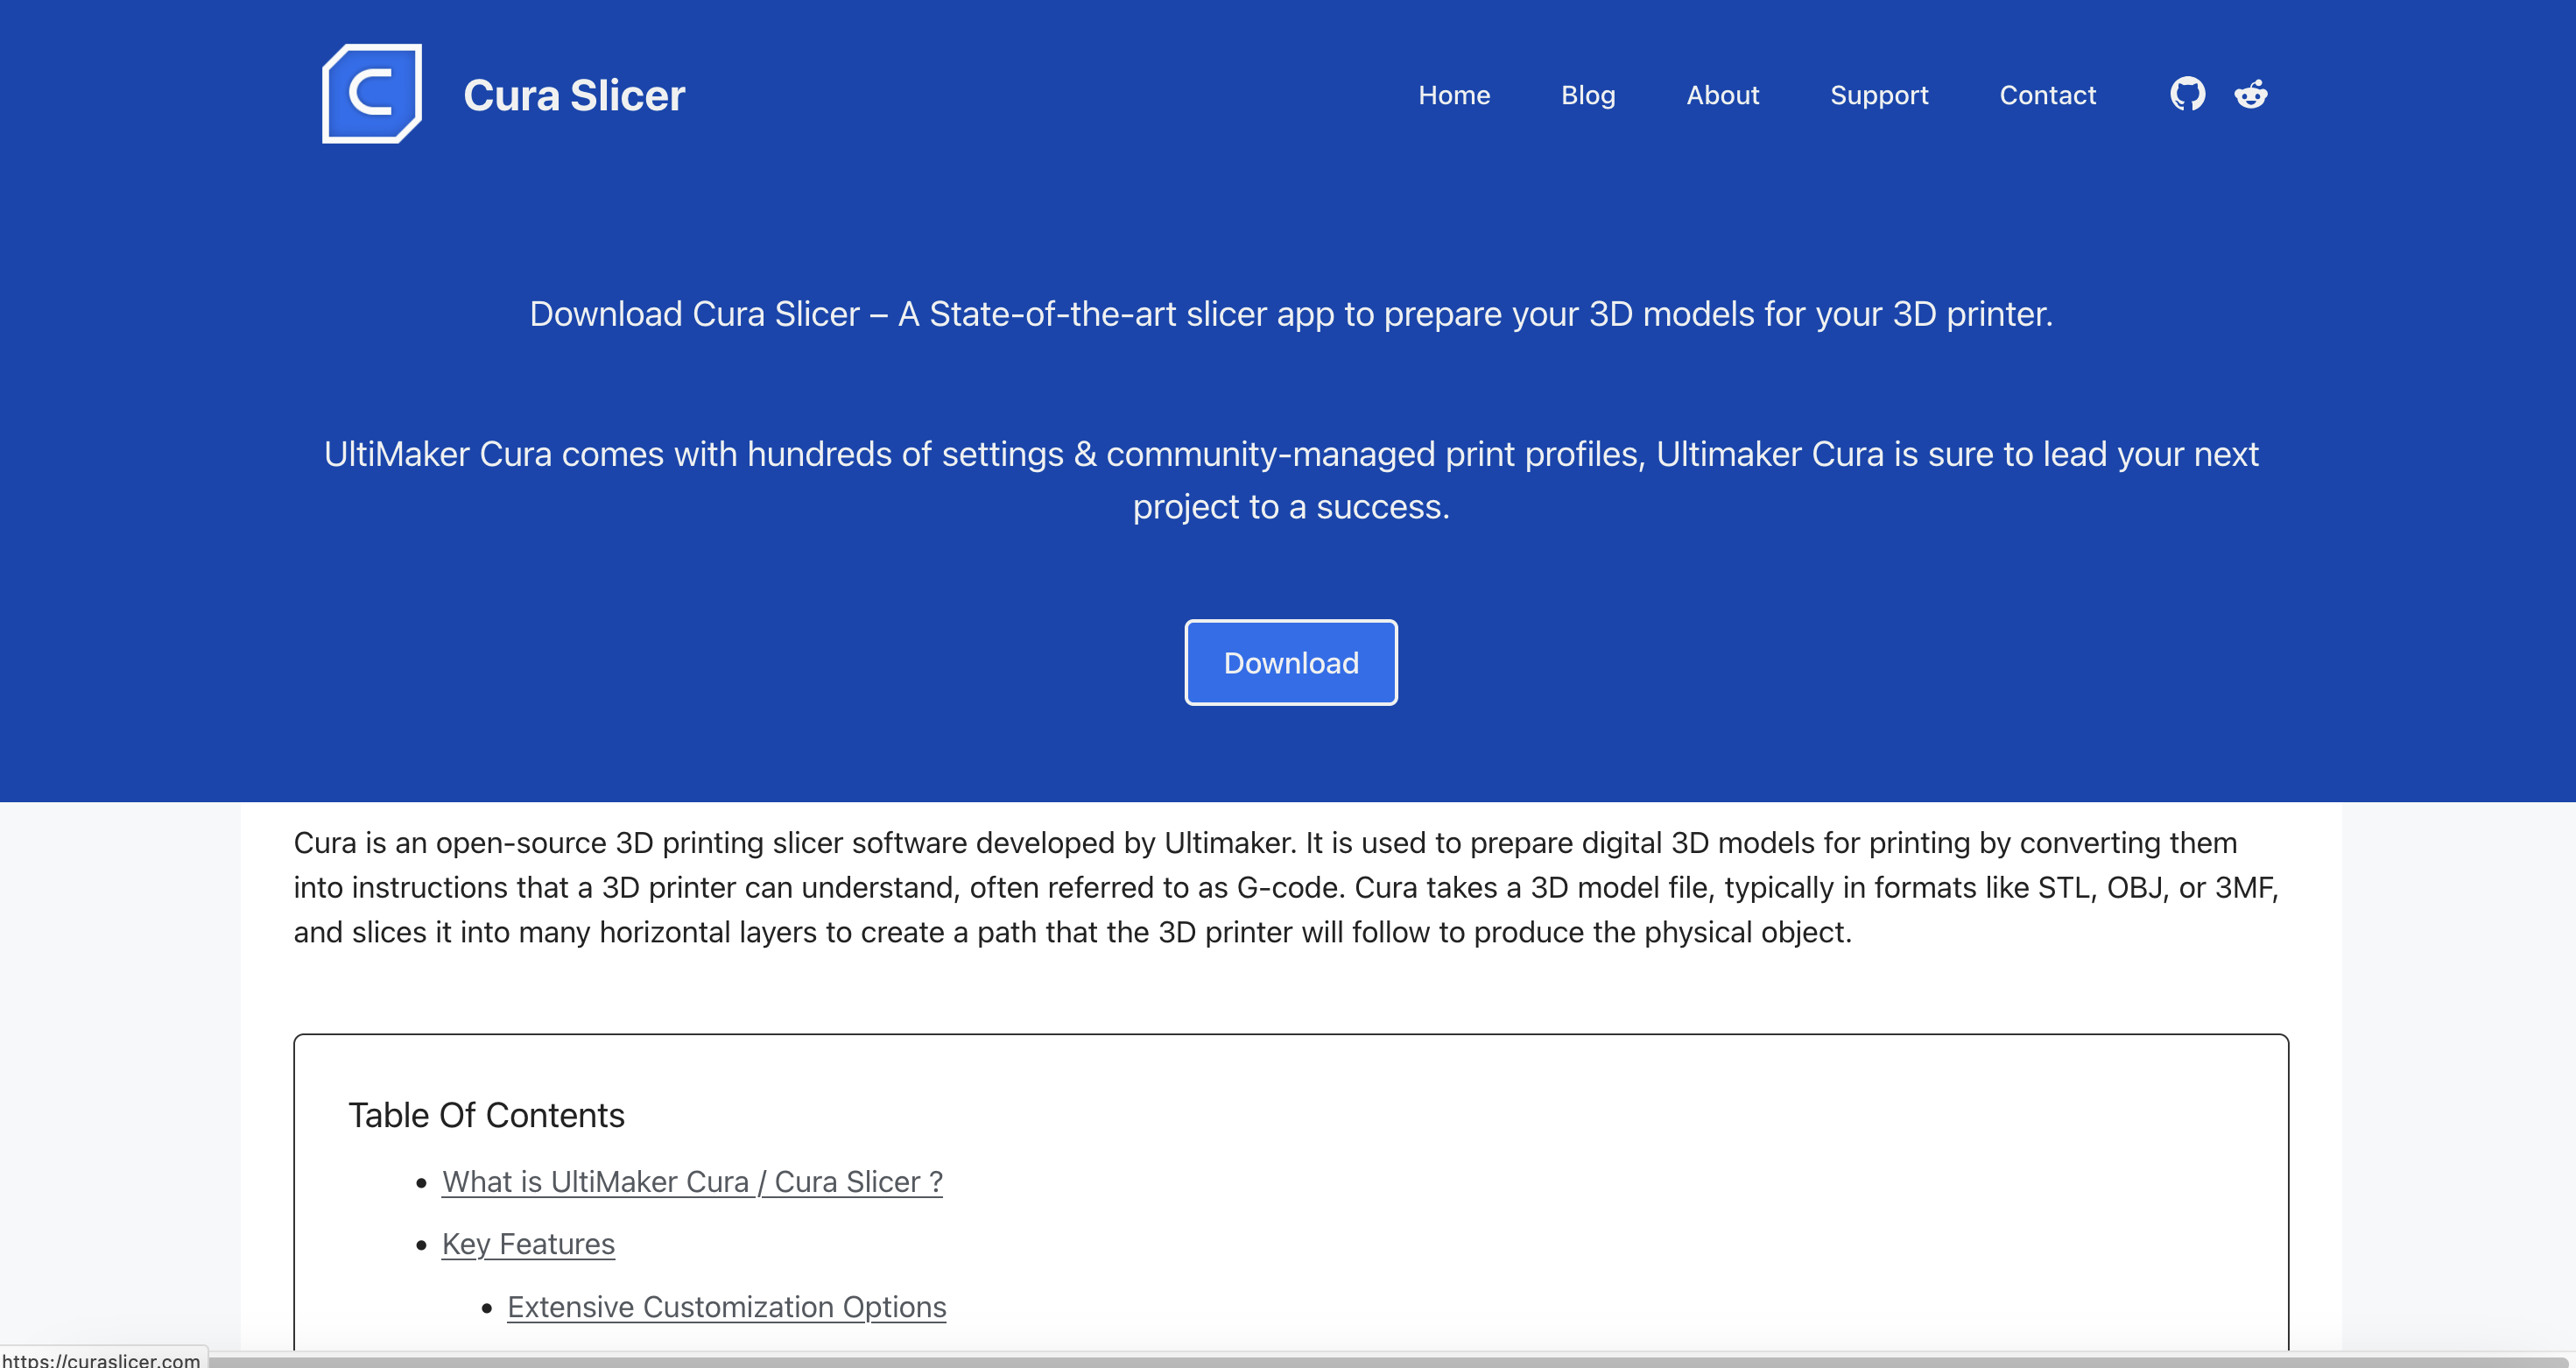 Cura Slicer
Home Blog About Support Contact
Download Cura Slicer – A State-of-the-art slicer app to prepare your 3D models for your 3D printer.
UltiMaker Cura comes with hundreds of settings & community-managed print profiles, Ultimaker Cura is sure to lead your next
project to a success.
Download
Cura is an open-source 3D printing slicer software developed by Ultimaker. It is used to prepare digital 3D models for printing by converting them
into instructions that a 3D printer can understand, often referred to as G-code. Cura takes a 3D model file, typically in formats like STL, OBJ, or 3MF,
and slices it into many horizontal layers to create a path that the 3D printer will follow to produce the physical object.
Table Of Contents
• What is UltiMaker Cura / Cura Slicer ?
• Key Features
• Extensive Customization Options
https://curaslicer.com